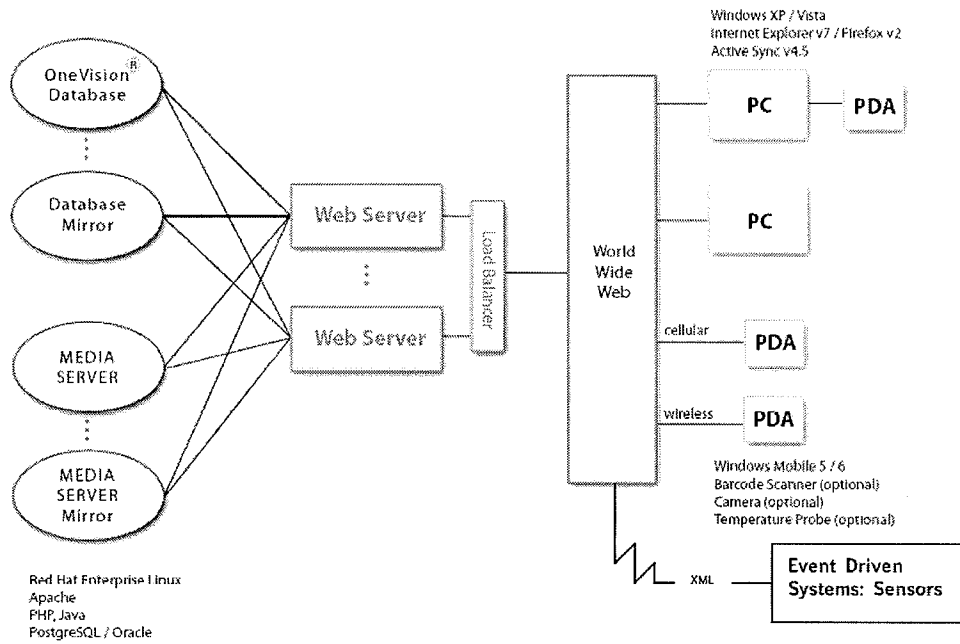 Windows XP / Vista
Internet Explorer v7 / Firefox v2
Active Sync v4.5
OneVision®
Database
PC
PDA
Database
Mirror
Web Server
Load Balancer
World
Wide
Web
PC
Web Server
cellular
PDA
MEDIA
SERVER
wireless
PDA
MEDIA
SERVER
Mirror
Windows Mobile 5 / 6
Barcode Scanner (optional)
Camera (optional)
Temperature Probe (optional)
Red Hat Enterprise Linux
Apache
PHP, Java
PostgreSQL / Oracle
XML
Event Driven
Systems: Sensors